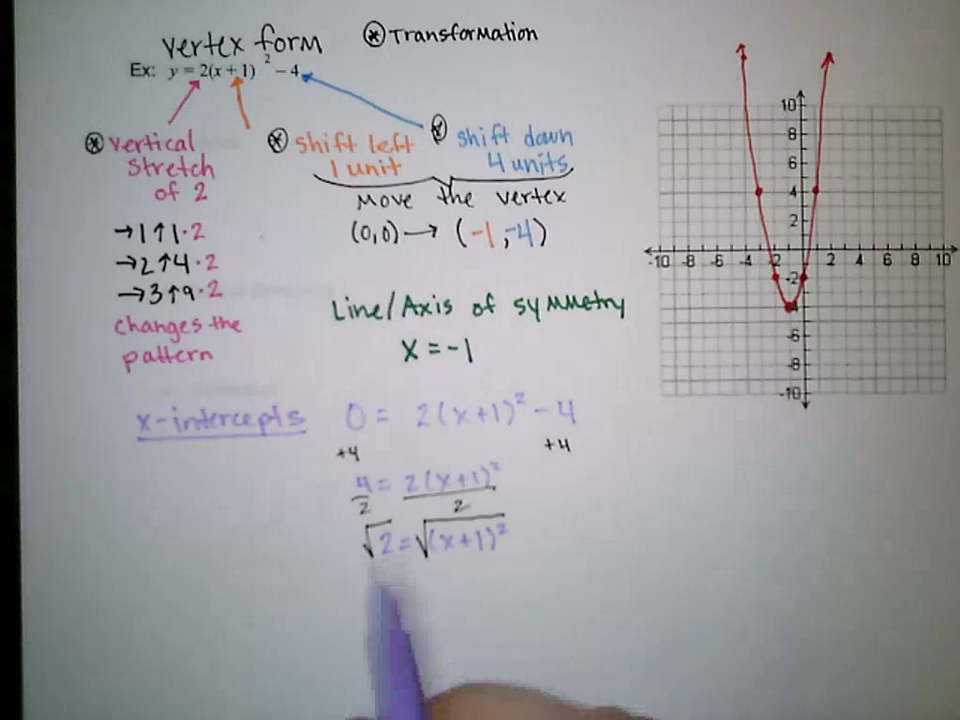 vertex form
⊛ Transformation
Ex: y = 2(x + 1)² − 4
⊛ vertical
stretch
of 2
⊛ shift left
1 unit
shift down
4 units
Move the vertex
(0,0) → (-1,-4)
→1↑1·2
→2↑4·2
→3↑9·2
changes the
pattern
Line/Axis of symmetry
x = -1
x-intercepts
0 = 2(x+1)² - 4
+4 +4
4/2 = 2(x+1)²/2
√2 = √(x+1)²
10
8
6
4
2
-10 -8 -6 -4 -2 2 4 6 8 10
-2
-4
-6
-8
-10